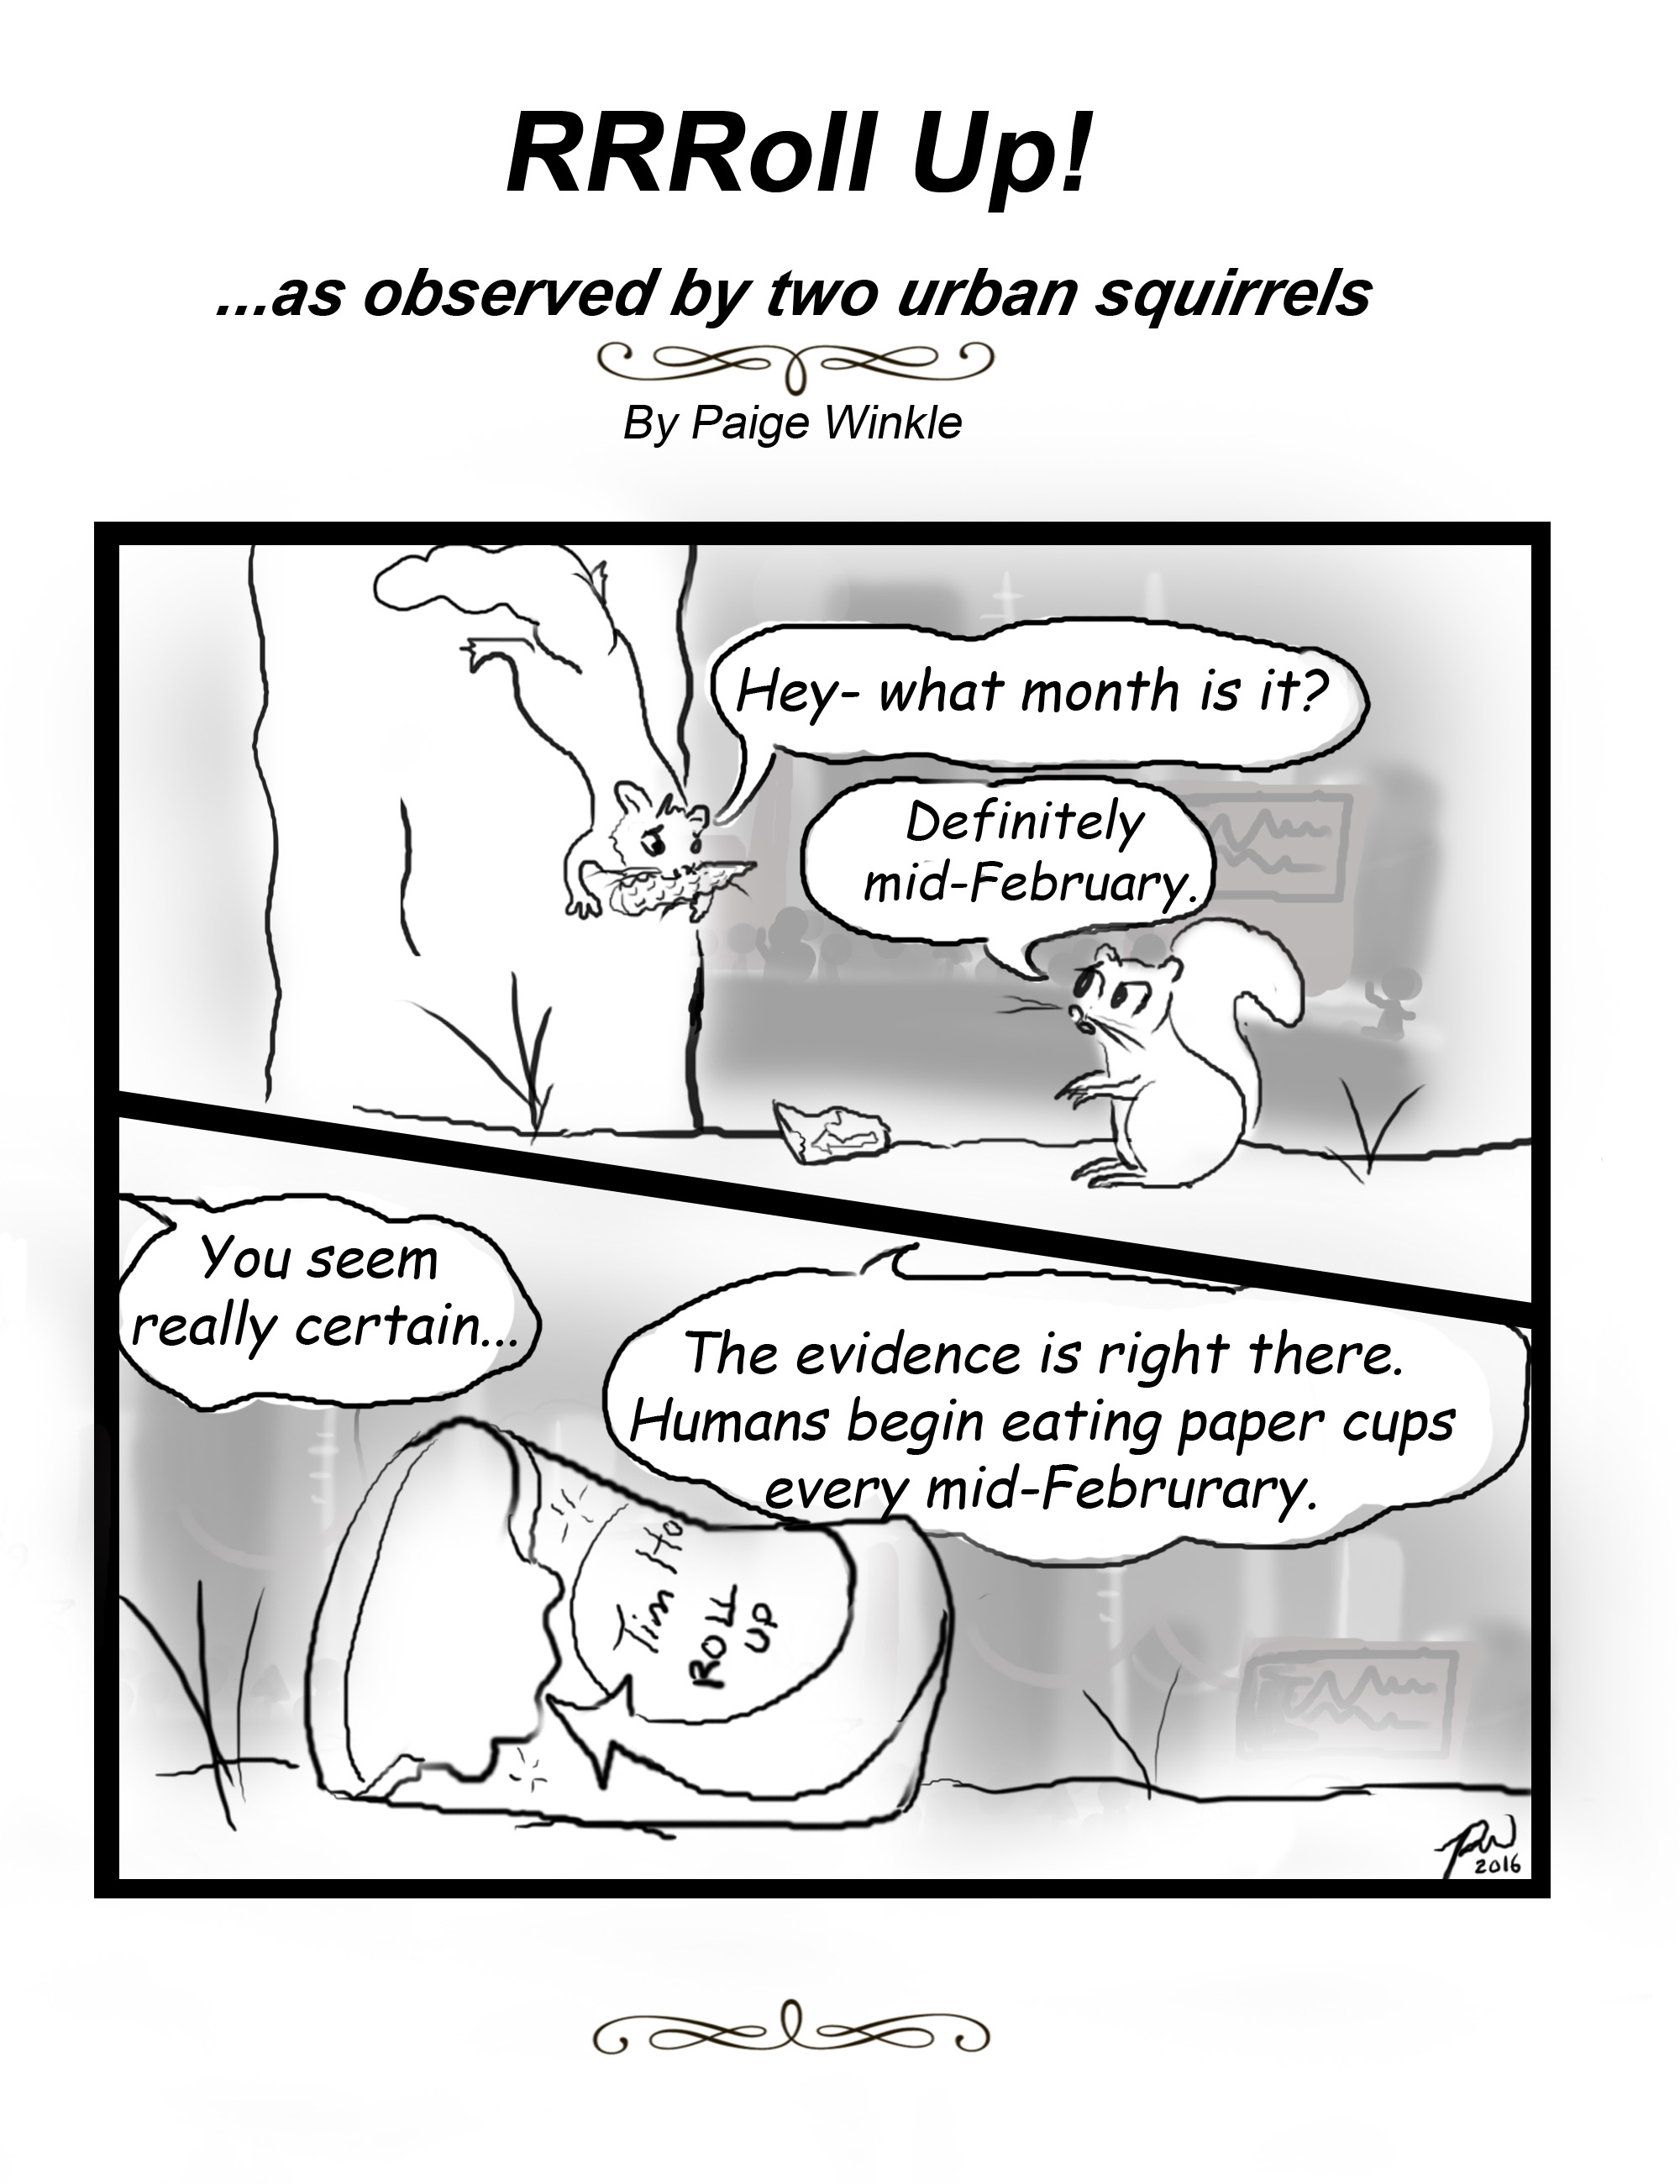 RRRoll Up!
...as observed by two urban squirrels
By Paige Winkle
Hey- what month is it?
Definitely
mid-February.
You seem
really certain...
The evidence is right there.
Humans begin eating paper cups
every mid-Februrary.
Tim Ho
ROLL
UP
PW
2016